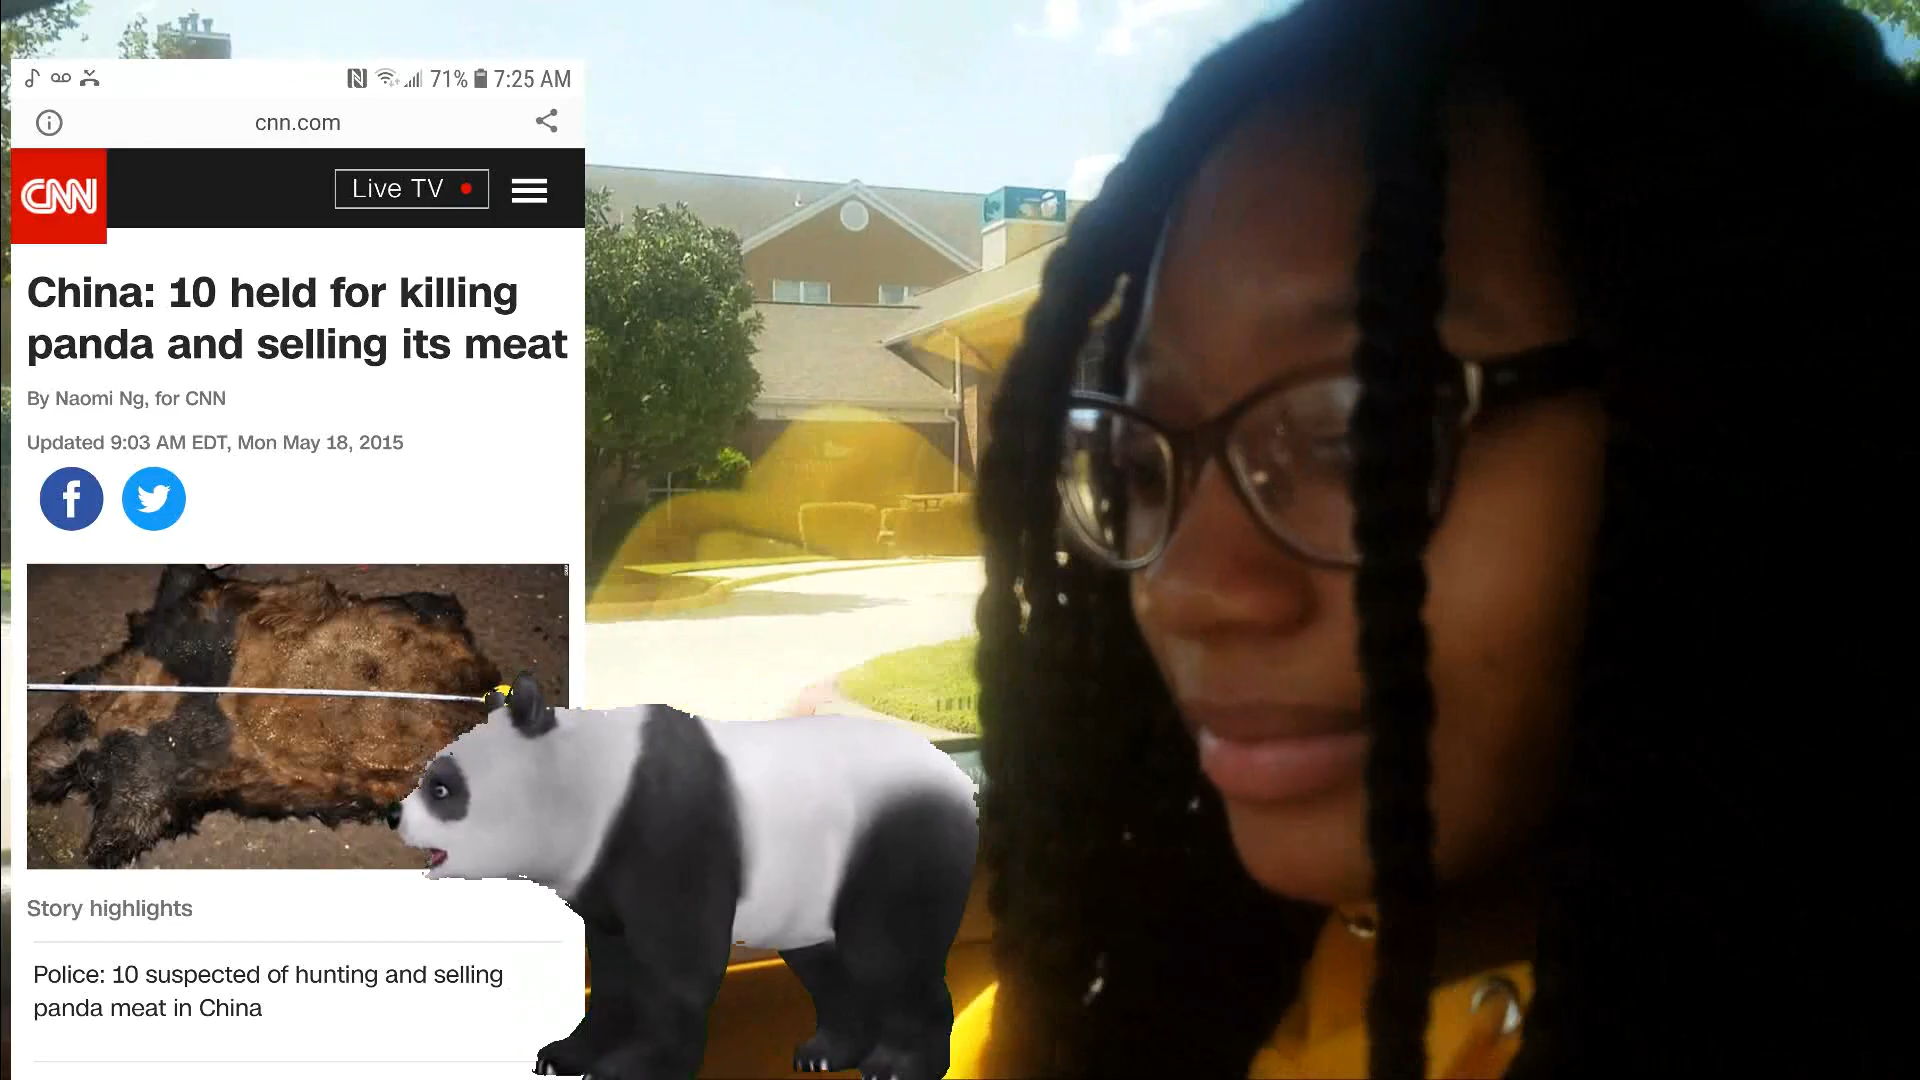 71% 7:25 AM
cnn.com
CNN
Live TV
China: 10 held for killing
panda and selling its meat
By Naomi Ng, for CNN
Updated 9:03 AM EDT, Mon May 18, 2015
Story highlights
Police: 10 suspected of hunting and selling
panda meat in China